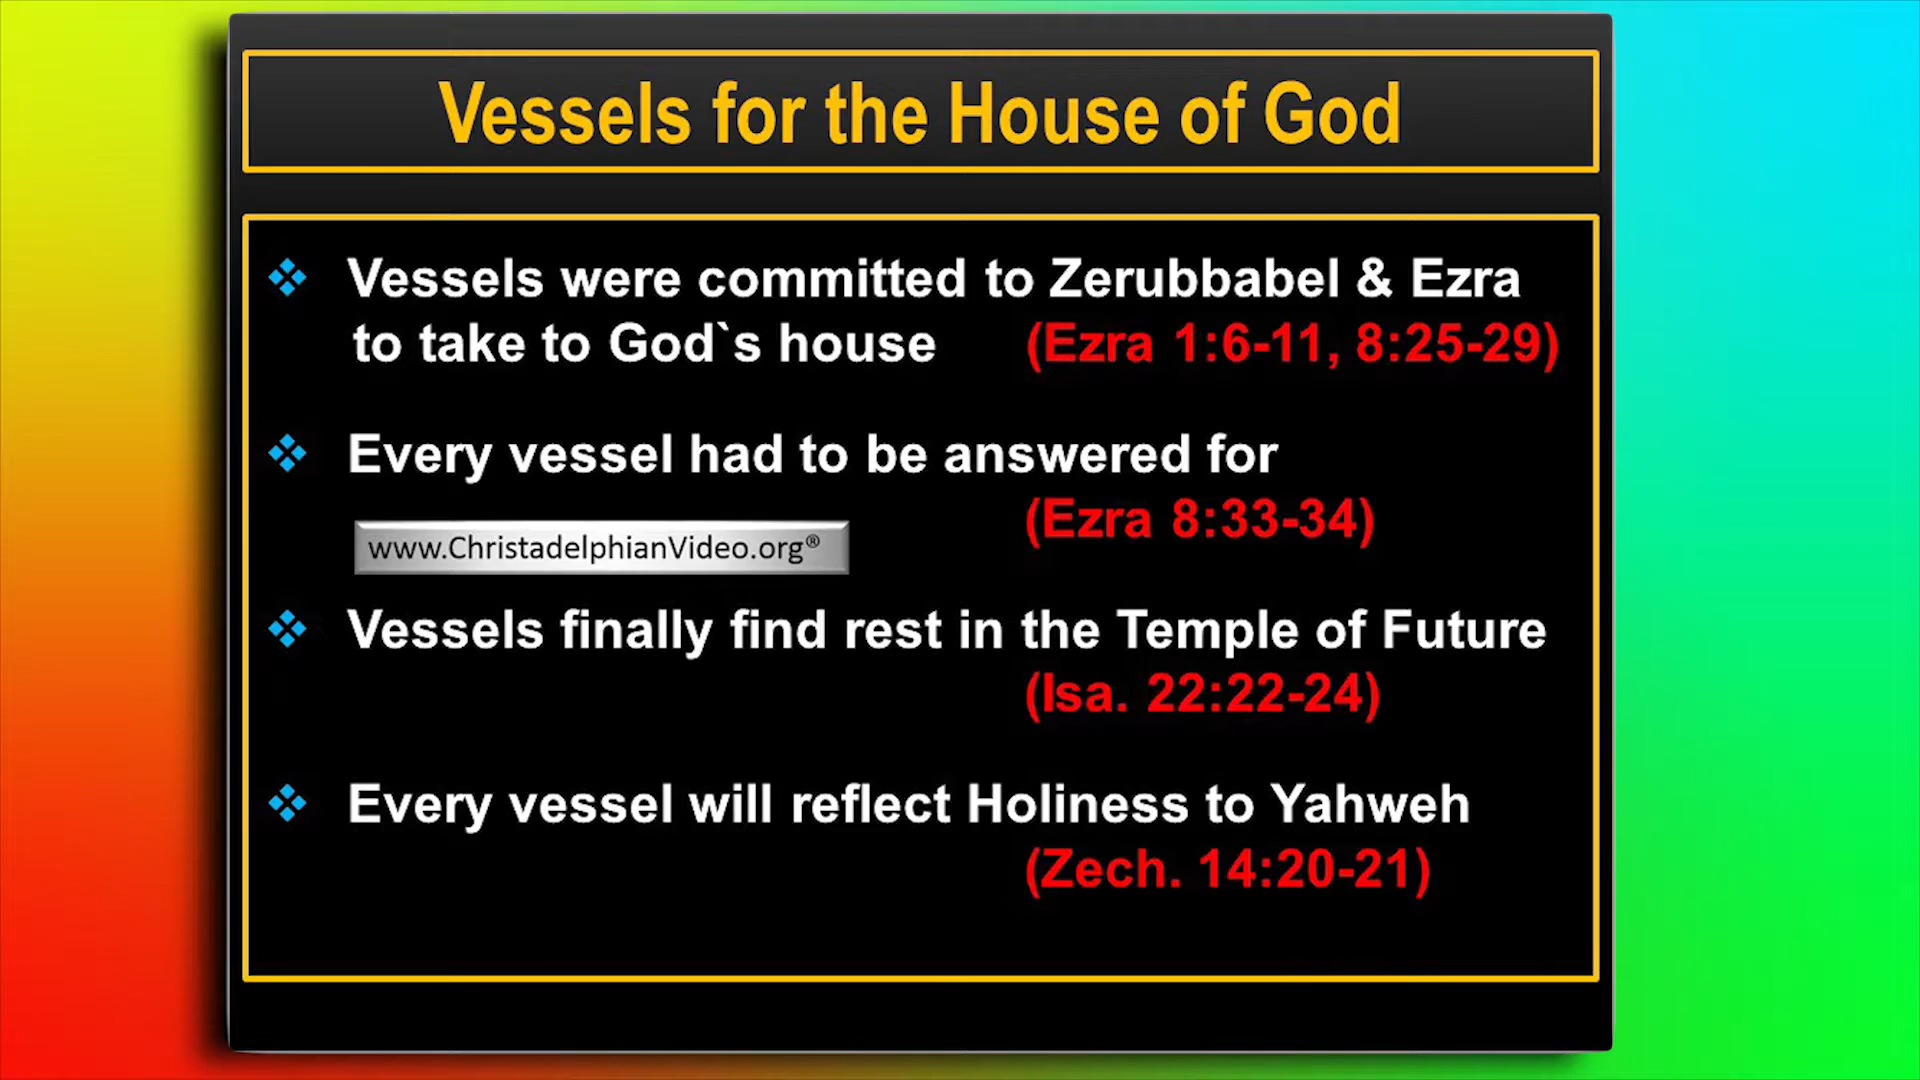 Vessels for the House of God
Vessels were committed to Zerubbabel & Ezra
to take to God`s house (Ezra 1:6-11, 8:25-29)
Every vessel had to be answered for
(Ezra 8:33-34)
www.ChristadelphianVideo.org®
Vessels finally find rest in the Temple of Future
(Isa. 22:22-24)
Every vessel will reflect Holiness to Yahweh
(Zech. 14:20-21)